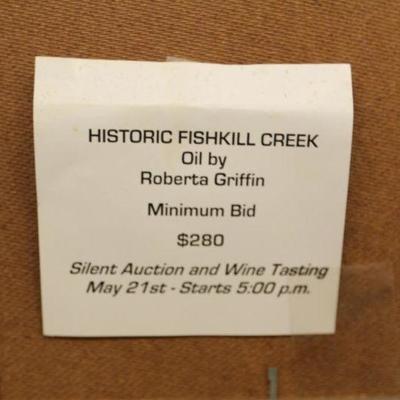 HISTORIC FISHKILL CREEK
Oil by
Roberta Griffin
Minimum Bid
$280
Silent Auction and Wine Tasting
May 21st - Starts 5:00 p.m.